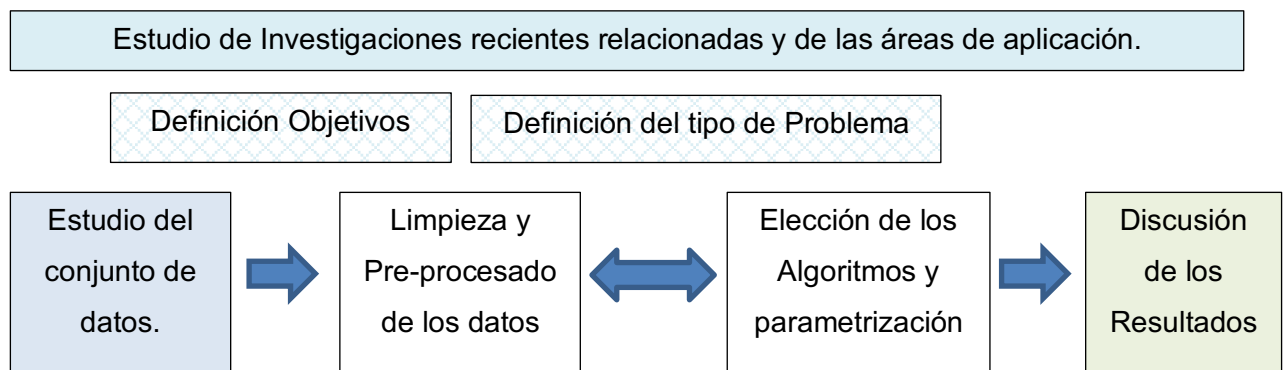 Estudio de Investigaciones recientes relacionadas y de las áreas de aplicación.
Definición Objetivos
Definición del tipo de Problema
Estudio del
conjunto de
datos.
Limpieza y
Pre-procesado
de los datos
Elección de los
Algoritmos y
parametrización
Discusión
de los
Resultados